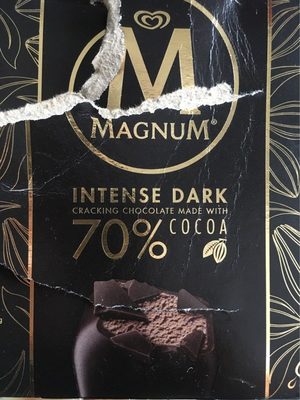 M
MAGNUM®
INTENSE DARK
CRACKING CHOCOLATE MADE WITH
70% COCOA